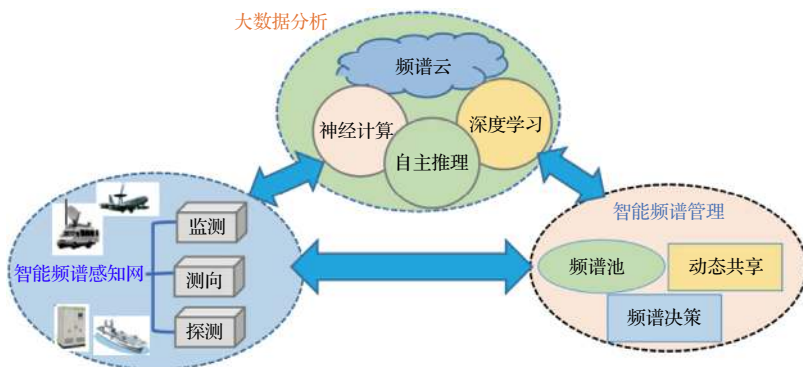 大数据分析
频谱云
神经计算
深度学习
自主推理
智能频谱感知网
监测
测向
探测
智能频谱管理
频谱池
动态共享
频谱决策